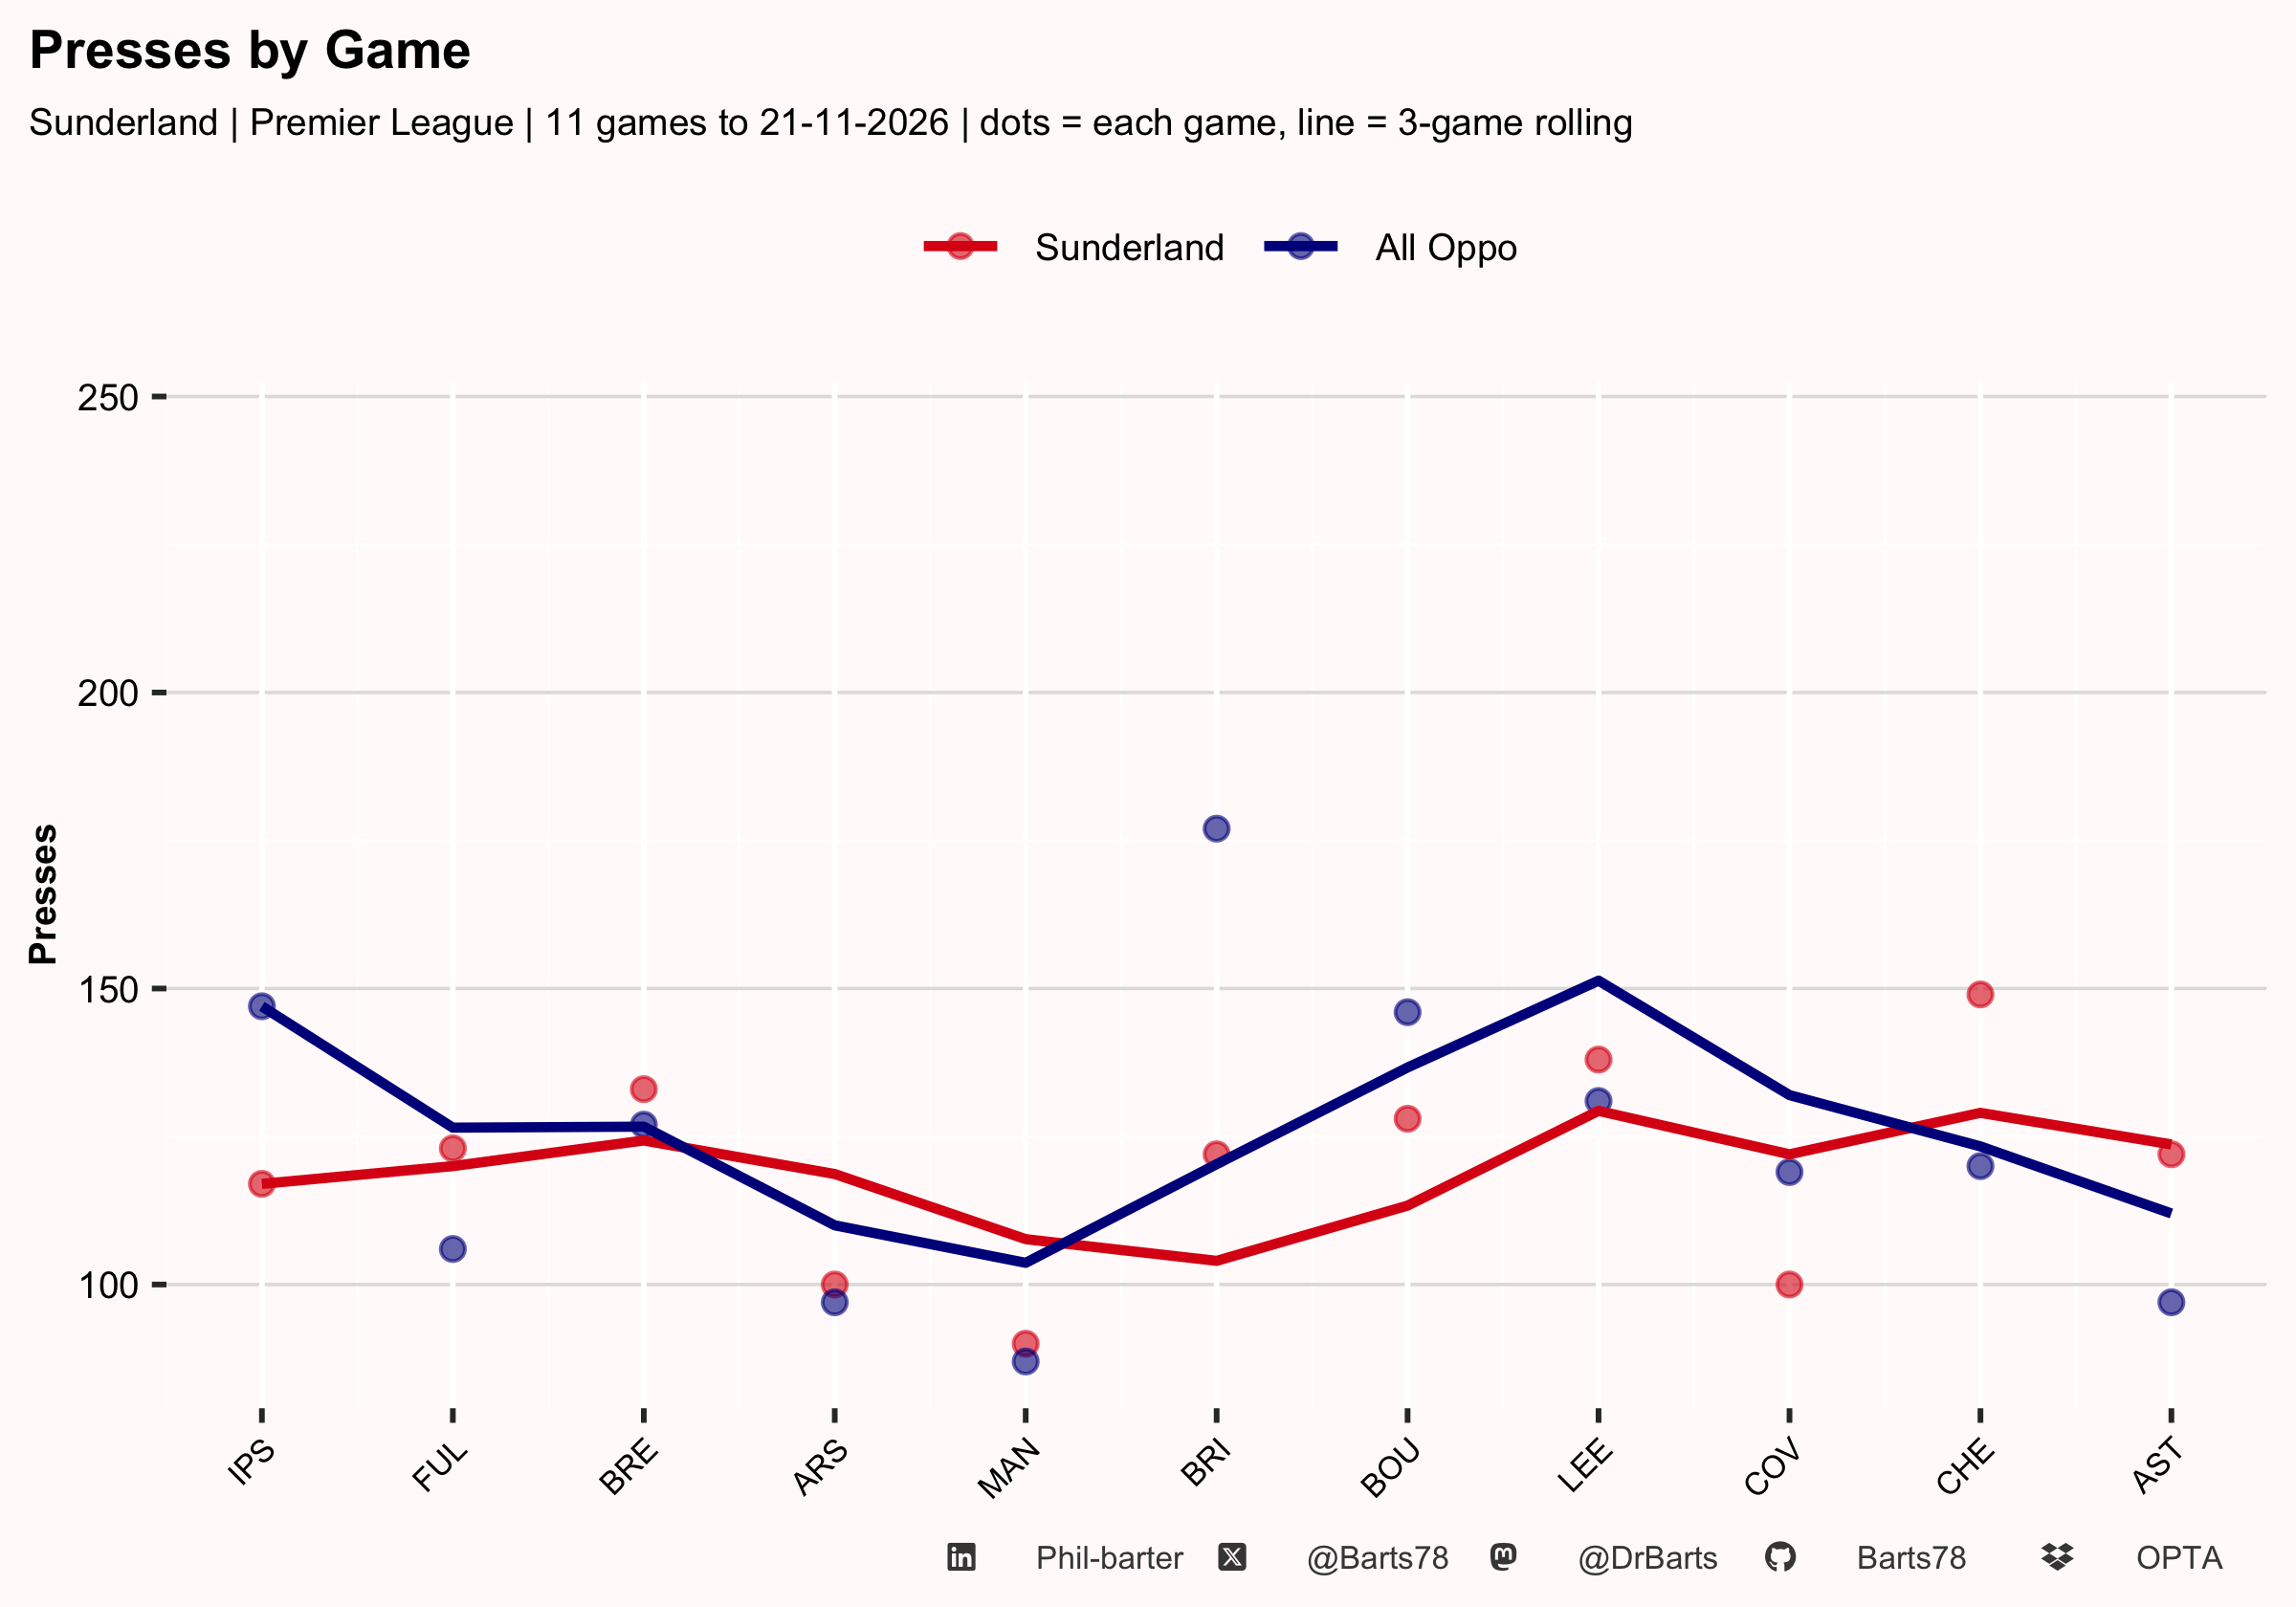 Presses by Game
Sunderland | Premier League | 11 games to 21-11-2026 | dots = each game, line = 3-game rolling
Sunderland
All Oppo
250
200
150
100
Presses
IPS
FUL
BRE
ARS
MAN
BRI
BOU
LEE
COV
CHE
AST
Phil-barter
@Barts78
@DrBarts
Barts78
OPTA